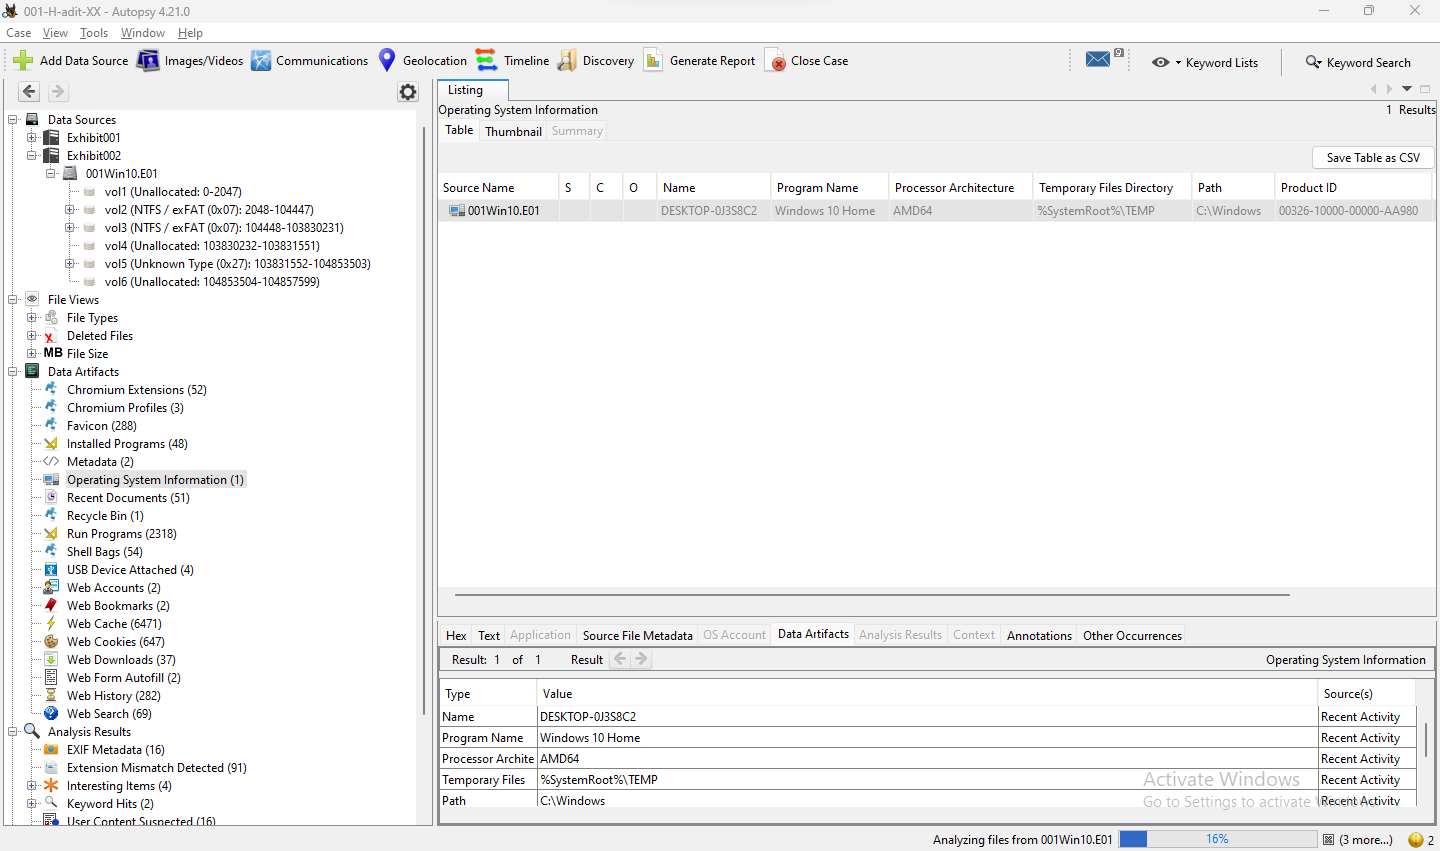 001-H-adit-XX - Autopsy 4.21.0
Case View Tools Window Help
Add Data Source Images/Videos Communications Geolocation Timeline Discovery Generate Report Close Case 9 Keyword Lists Keyword Search
Listing
Operating System Information 1 Results
Table Thumbnail Summary
Save Table as CSV
Source Name S C O Name Program Name Processor Architecture Temporary Files Directory Path Product ID
001Win10.E01 DESKTOP-0J3S8C2 Windows 10 Home AMD64 %SystemRoot%\TEMP C:\Windows 00326-10000-00000-AA980
Data Sources
Exhibit001
Exhibit002
001Win10.E01
vol1 (Unallocated: 0-2047)
vol2 (NTFS / exFAT (0x07): 2048-104447)
vol3 (NTFS / exFAT (0x07): 104448-103830231)
vol4 (Unallocated: 103830232-103831551)
vol5 (Unknown Type (0x27): 103831552-104853503)
vol6 (Unallocated: 104853504-104857599)
File Views
File Types
Deleted Files
MB File Size
Data Artifacts
Chromium Extensions (52)
Chromium Profiles (3)
Favicon (288)
Installed Programs (48)
Metadata (2)
Operating System Information (1)
Recent Documents (51)
Recycle Bin (1)
Run Programs (2318)
Shell Bags (54)
USB Device Attached (4)
Web Accounts (2)
Web Bookmarks (2)
Web Cache (6471)
Web Cookies (647)
Web Downloads (37)
Web Form Autofill (2)
Web History (282)
Web Search (69)
Analysis Results
EXIF Metadata (16)
Extension Mismatch Detected (91)
Interesting Items (4)
Keyword Hits (2)
User Content Suspected (16)
Hex Text Application Source File Metadata OS Account Data Artifacts Analysis Results Context Annotations Other Occurrences
Result: 1 of 1 Result Operating System Information
Type Value Source(s)
Name DESKTOP-0J3S8C2 Recent Activity
Program Name Windows 10 Home Recent Activity
Processor Archite AMD64 Recent Activity
Temporary Files %SystemRoot%\TEMP Recent Activity
Path C:\Windows Recent Activity
Activate Windows
Go to Settings to activate Windows.
Analyzing files from 001Win10.E01 16% (3 more...) 2